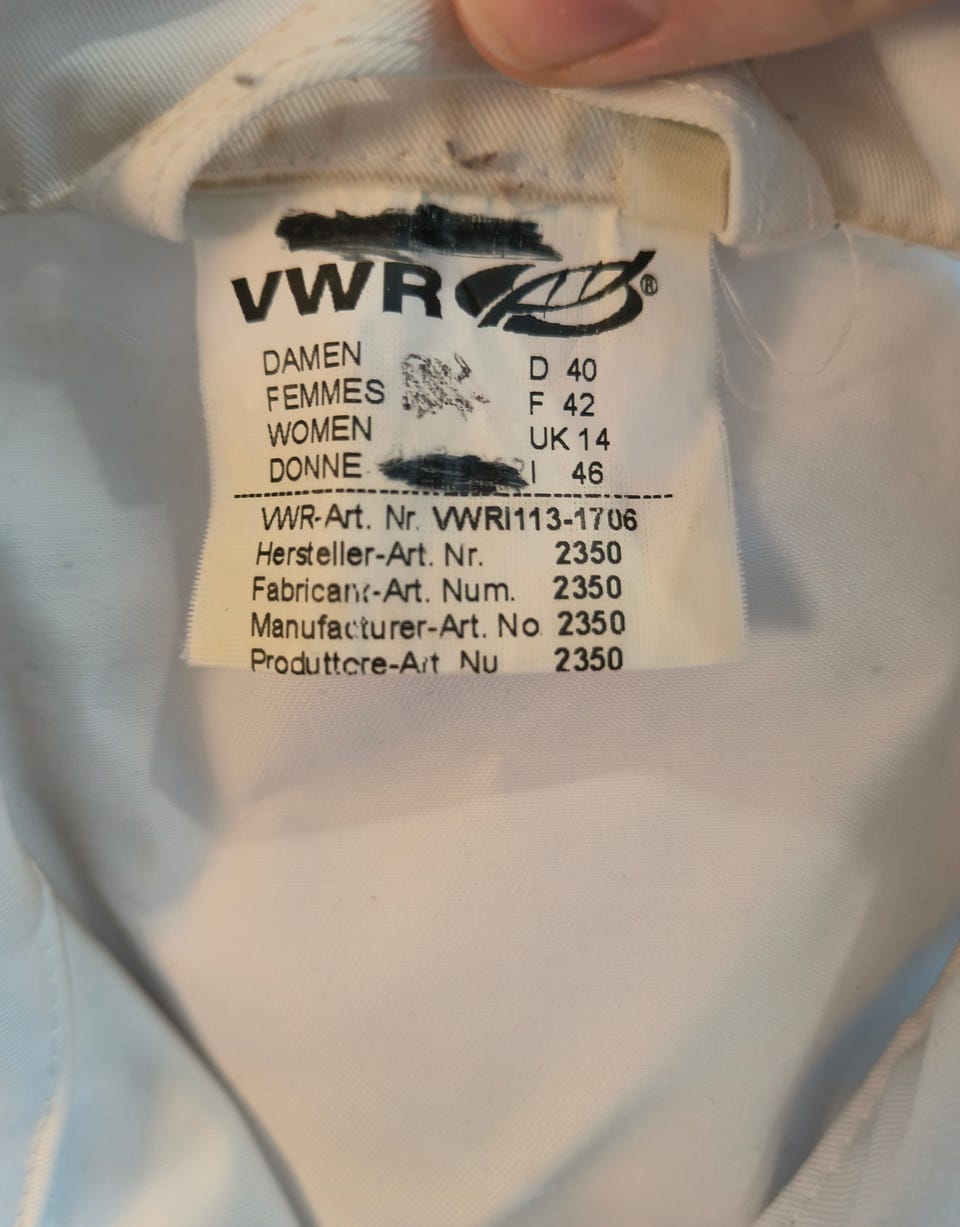 VWR ®
DAMEN D 40
FEMMES F 42
WOMEN UK 14
DONNE I 46
VWR-Art. Nr. VWRI113-1706
Hersteller-Art. Nr. 2350
Fabricant-Art. Num. 2350
Manufacturer-Art. No. 2350
Produttore-Art Nu 2350